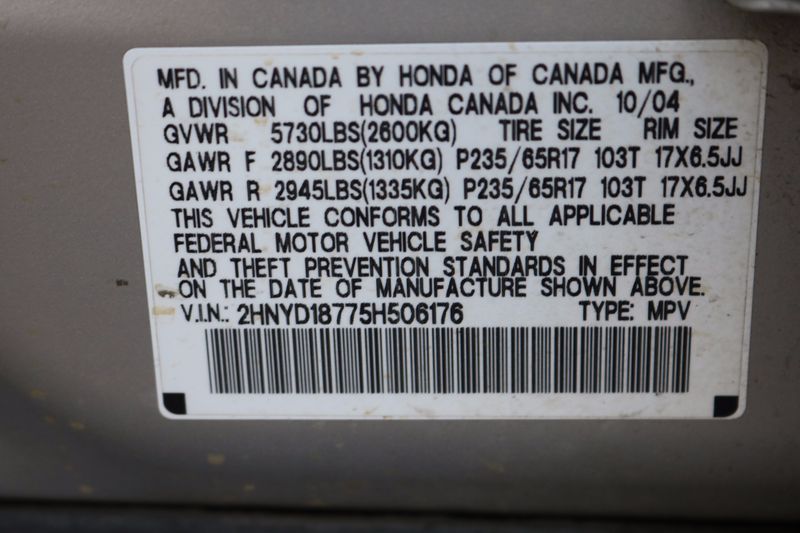 MFD. IN CANADA BY HONDA OF CANADA MFG.,
A DIVISION OF HONDA CANADA INC. 10/04
GVWR 5730LBS(2600KG) TIRE SIZE RIM SIZE
GAWR F 2890LBS(1310KG) P235/65R17 103T 17X6.5JJ
GAWR R 2945LBS(1335KG) P235/65R17 103T 17X6.5JJ
THIS VEHICLE CONFORMS TO ALL APPLICABLE
FEDERAL MOTOR VEHICLE SAFETY
AND THEFT PREVENTION STANDARDS IN EFFECT
ON THE DATE OF MANUFACTURE SHOWN ABOVE.
V.I.N.: 2HNYD18775H506176 TYPE: MPV